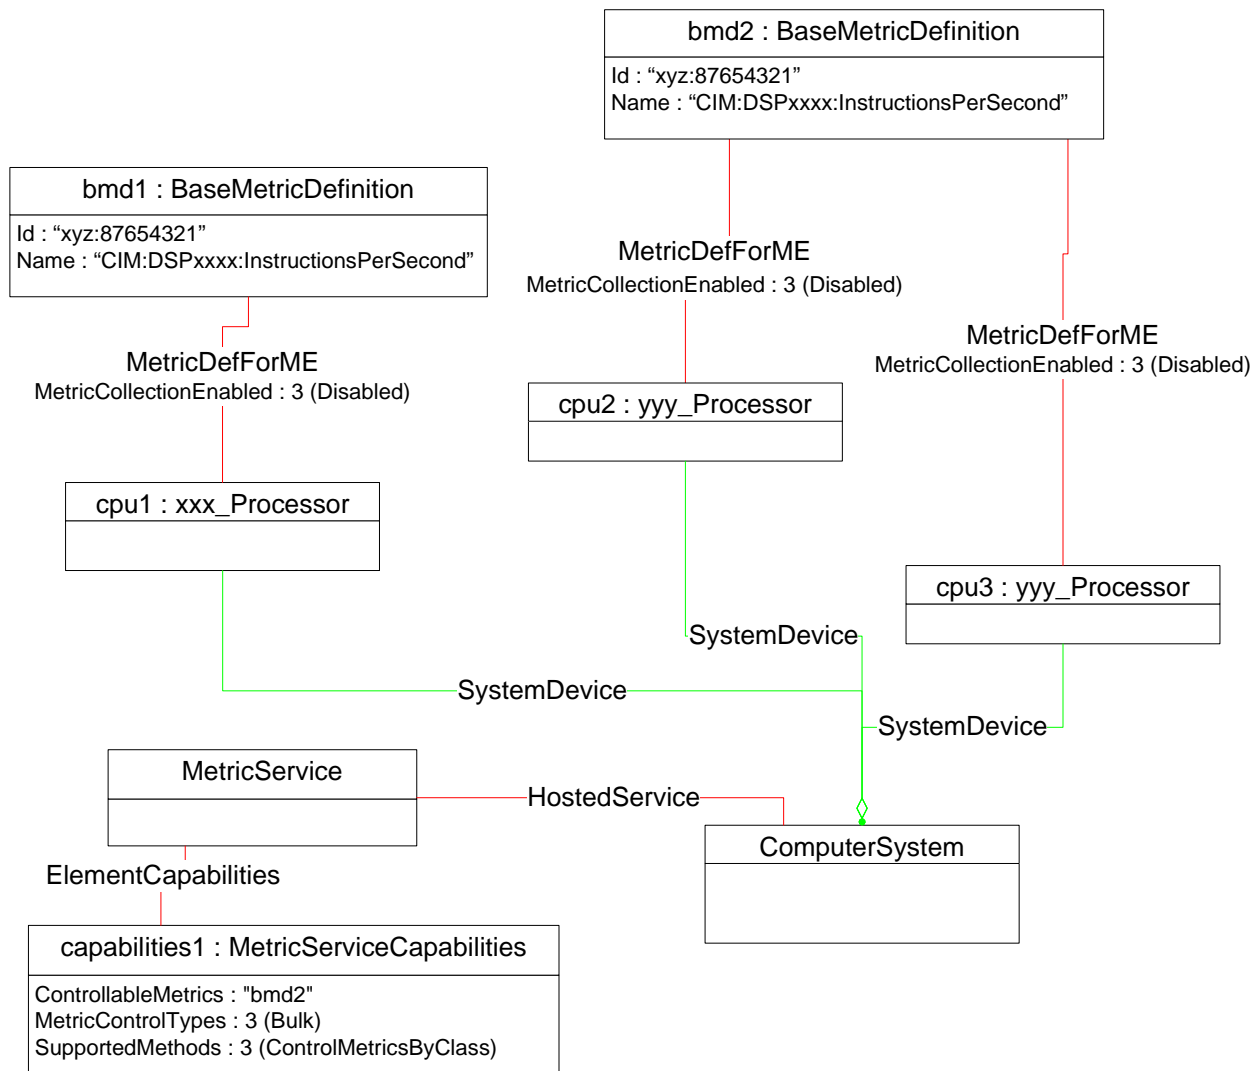 bmd2 : BaseMetricDefinition
Id : “xyz:87654321”
Name : “CIM:DSPxxxx:InstructionsPerSecond”
bmd1 : BaseMetricDefinition
Id : “xyz:87654321”
Name : “CIM:DSPxxxx:InstructionsPerSecond”
MetricDefForME
MetricCollectionEnabled : 3 (Disabled)
MetricDefForME
MetricCollectionEnabled : 3 (Disabled)
MetricDefForME
MetricCollectionEnabled : 3 (Disabled)
cpu2 : yyy_Processor
cpu1 : xxx_Processor
cpu3 : yyy_Processor
SystemDevice
SystemDevice
SystemDevice
MetricService
HostedService
ComputerSystem
ElementCapabilities
capabilities1 : MetricServiceCapabilities
ControllableMetrics : "bmd2"
MetricControlTypes : 3 (Bulk)
SupportedMethods : 3 (ControlMetricsByClass)